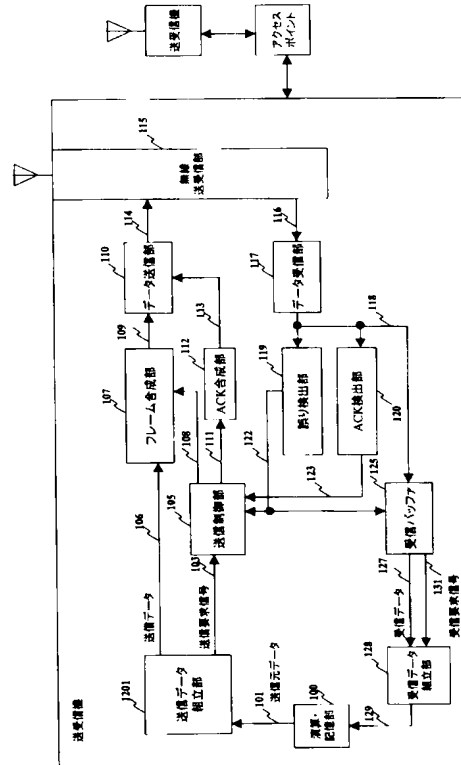 送受信機
1201
送信データ
組立部
106
送信データ
103
送信要求信号
101
送信元データ
100
演算・
記憶部
129
128
受信データ
組立部
127
受信データ
131
受信要求信号
105
送信制御部
107
フレーム合成部
108
111
112
ACK合成部
109
110
データ送信部
113
114
115
無線
送受信部
116
117
データ受信部
118
119
誤り検出部
120
ACK検出部
122
123
125
受信バッファ
送受信機
アクセス
ポイント